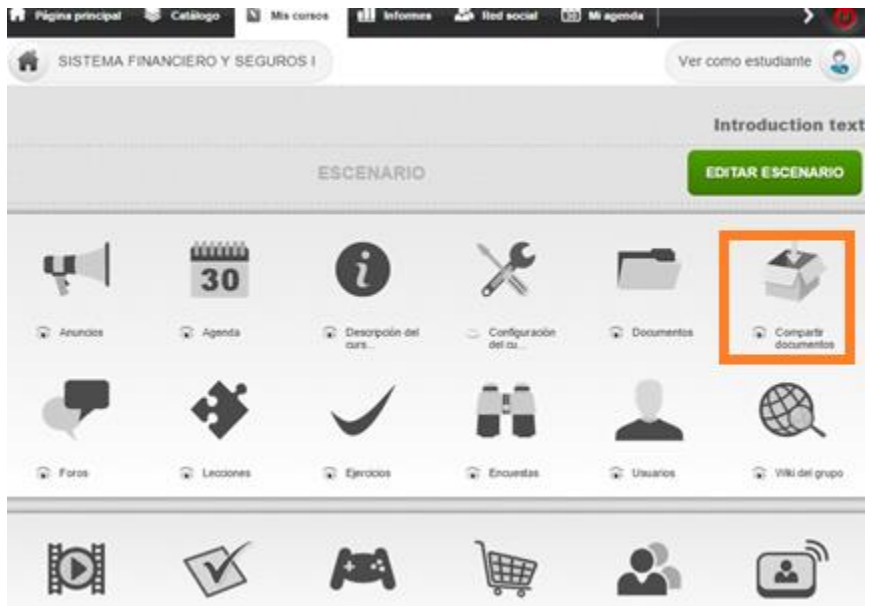 Página principal Catálogo Mis cursos Informes Red social Mi agenda
SISTEMA FINANCIERO Y SEGUROS I Ver como estudiante
Introduction text
ESCENARIO EDITAR ESCENARIO
30
i
Anuncios Agenda Descripción del curs... Configuración del cu... Documentos Compartir documentos
Foros Lecciones Ejercicios Encuestas Usuarios Wiki del grupo